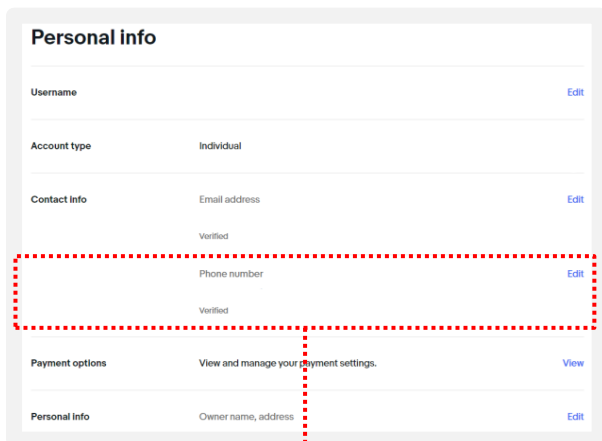 Personal info
Username Edit
Account type Individual
Contact info Email address Edit
Verified
Phone number Edit
Verified
Payment options View and manage your payment settings. View
Personal info Owner name, address Edit